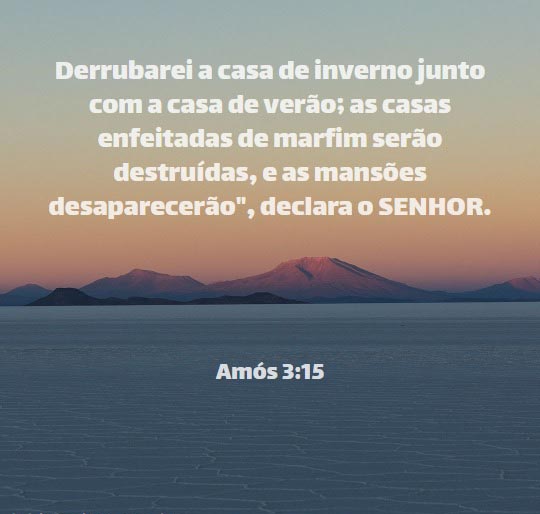 Derrubarei a casa de inverno junto
com a casa de verão; as casas
enfeitadas de marfim serão
destruídas, e as mansões
desaparecerão", declara o SENHOR.
Amós 3:15